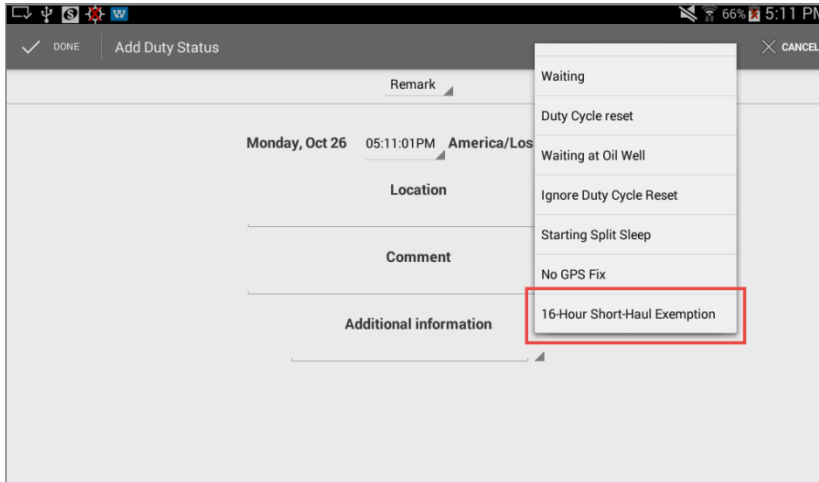 66% 5:11 PM
DONE Add Duty Status CANCEL
Remark
Monday, Oct 26 05:11:01PM America/Los
Location
Comment
Additional information
Waiting
Duty Cycle reset
Waiting at Oil Well
Ignore Duty Cycle Reset
Starting Split Sleep
No GPS Fix
16-Hour Short-Haul Exemption